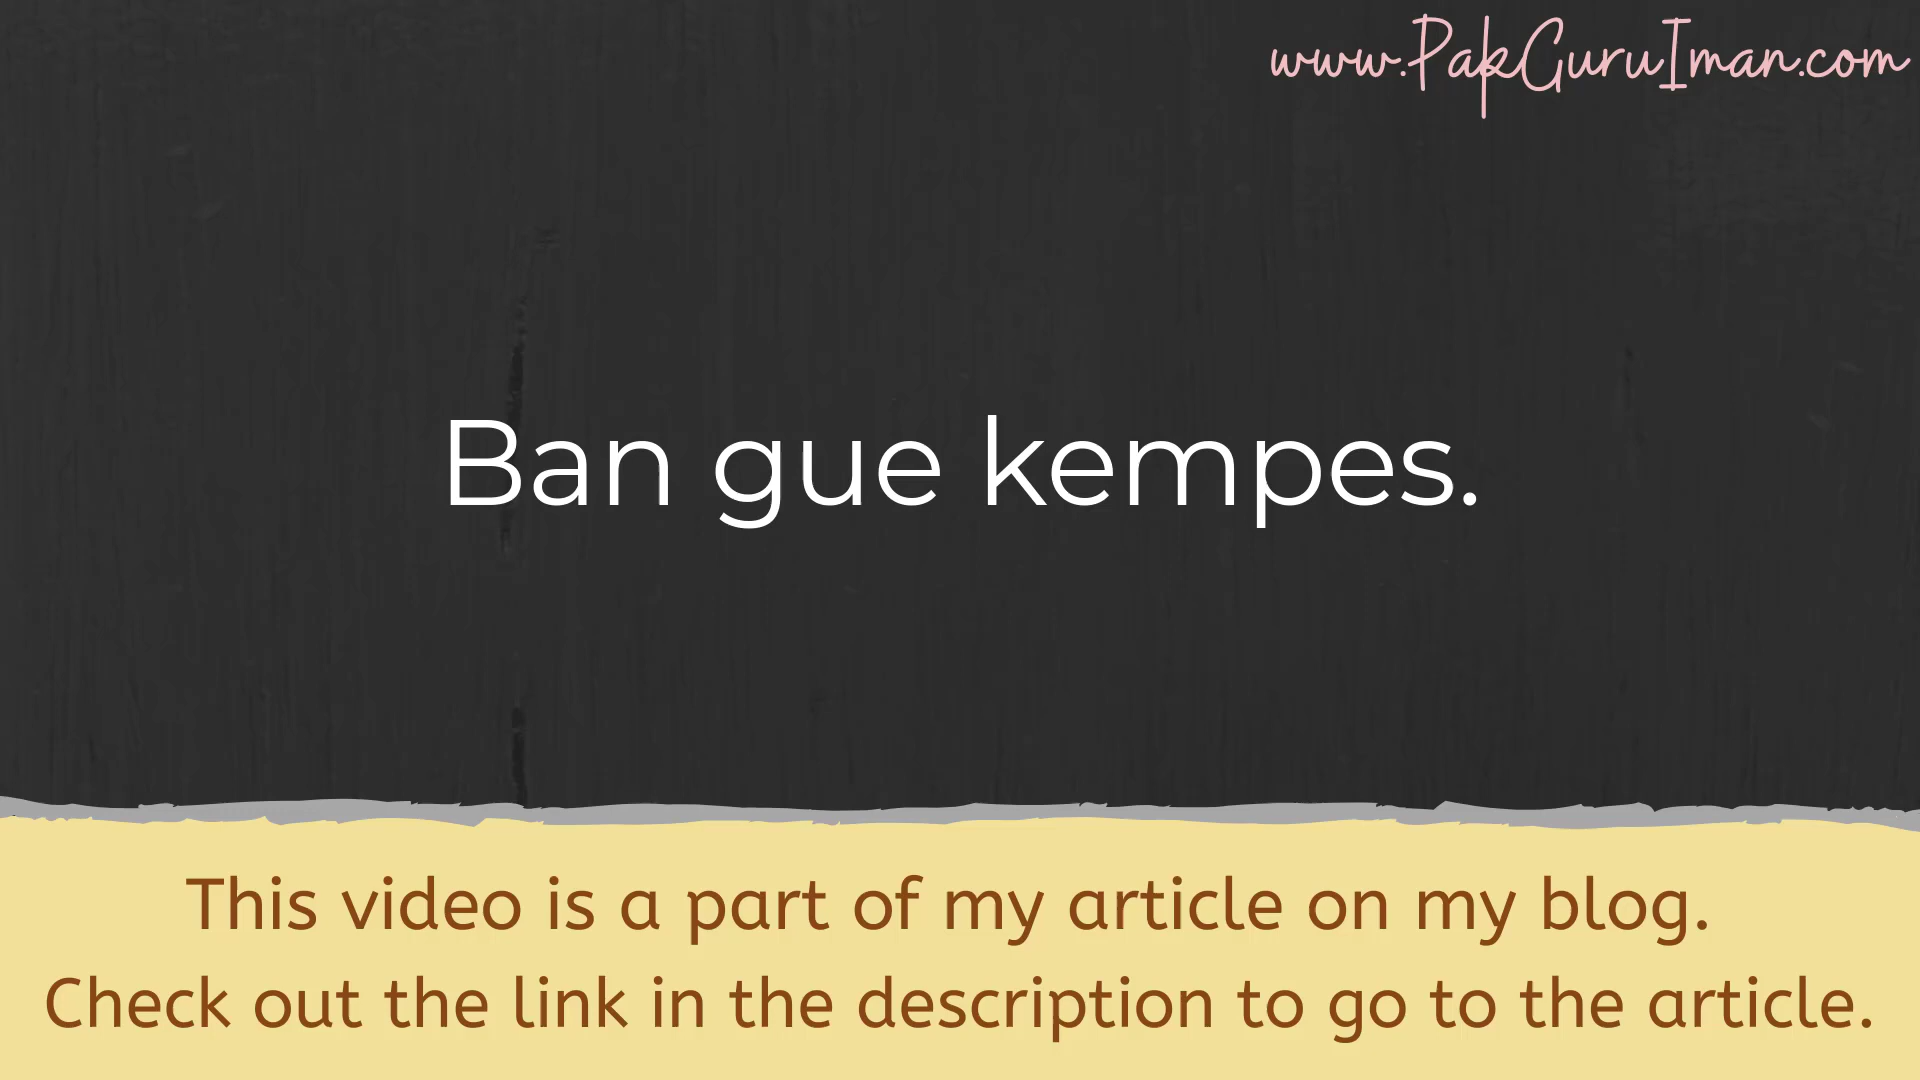 www.PakGuruIman.com
Ban gue kempes.
This video is a part of my article on my blog.
Check out the link in the description to go to the article.